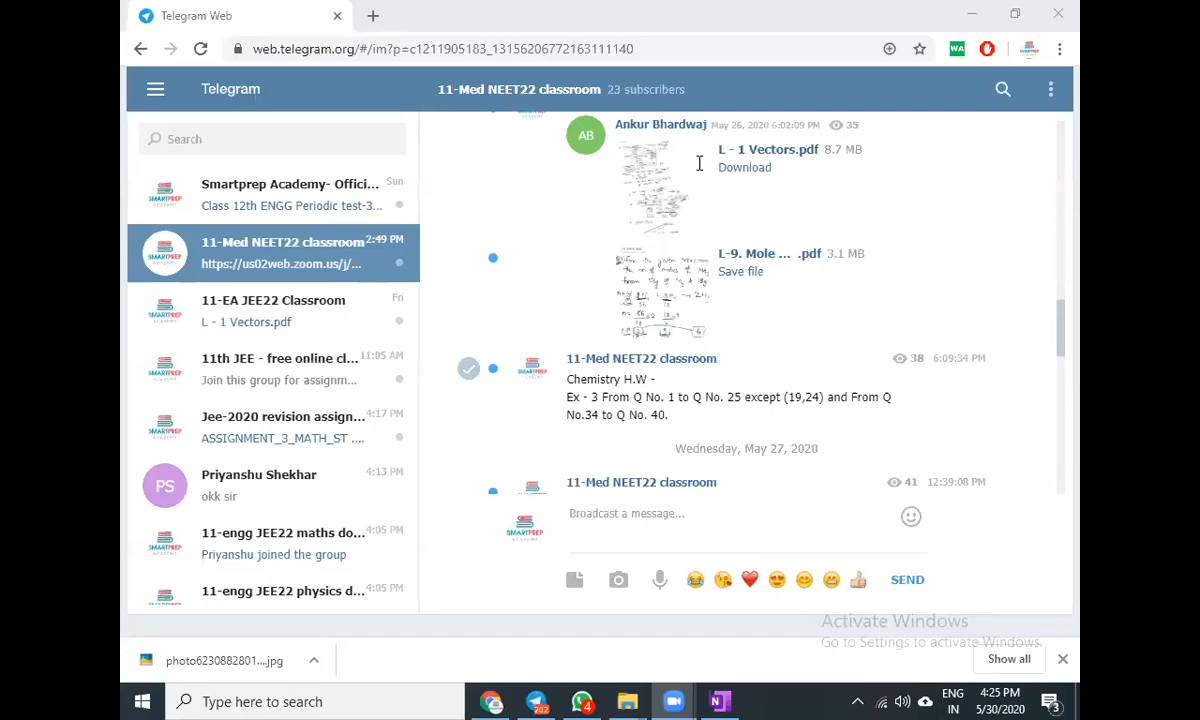 Telegram Web
web.telegram.org/#/im?p=c1211905183_13156206772163111140
WA
Telegram
11-Med NEET22 classroom 23 subscribers
Search
Smartprep Academy- Offici... Sun
Class 12th ENGG Periodic test-3...
11-Med NEET22 classroom 2:49 PM
https://us02web.zoom.us/j/...
11-EA JEE22 Classroom Fri
L - 1 Vectors.pdf
11th JEE - free online cl... 11:05 AM
Join this group for assignm...
Jee-2020 revision assign... 4:17 PM
ASSIGNMENT_3_MATH_ST ....
PS
Priyanshu Shekhar 4:13 PM
okk sir
11-engg JEE22 maths do... 4:05 PM
Priyanshu joined the group
11-engg JEE22 physics d... 4:05 PM
AB
Ankur Bhardwaj May 26, 2020 6:02:09 PM 35
L - 1 Vectors.pdf 8.7 MB
Download
L-9. Mole ... .pdf 3.1 MB
Save file
11-Med NEET22 classroom 38 6:09:34 PM
Chemistry H.W -
Ex - 3 From Q No. 1 to Q No. 25 except (19,24) and From Q
No.34 to Q No. 40.
Wednesday, May 27, 2020
11-Med NEET22 classroom 41 12:39:08 PM
Broadcast a message...
SMARTPREP
SEND
Activate Windows
Go to Settings to activate Windows.
photo6230882801....jpg
Show all
Type here to search
202
4
ENG
IN
4:25 PM
5/30/2020
3